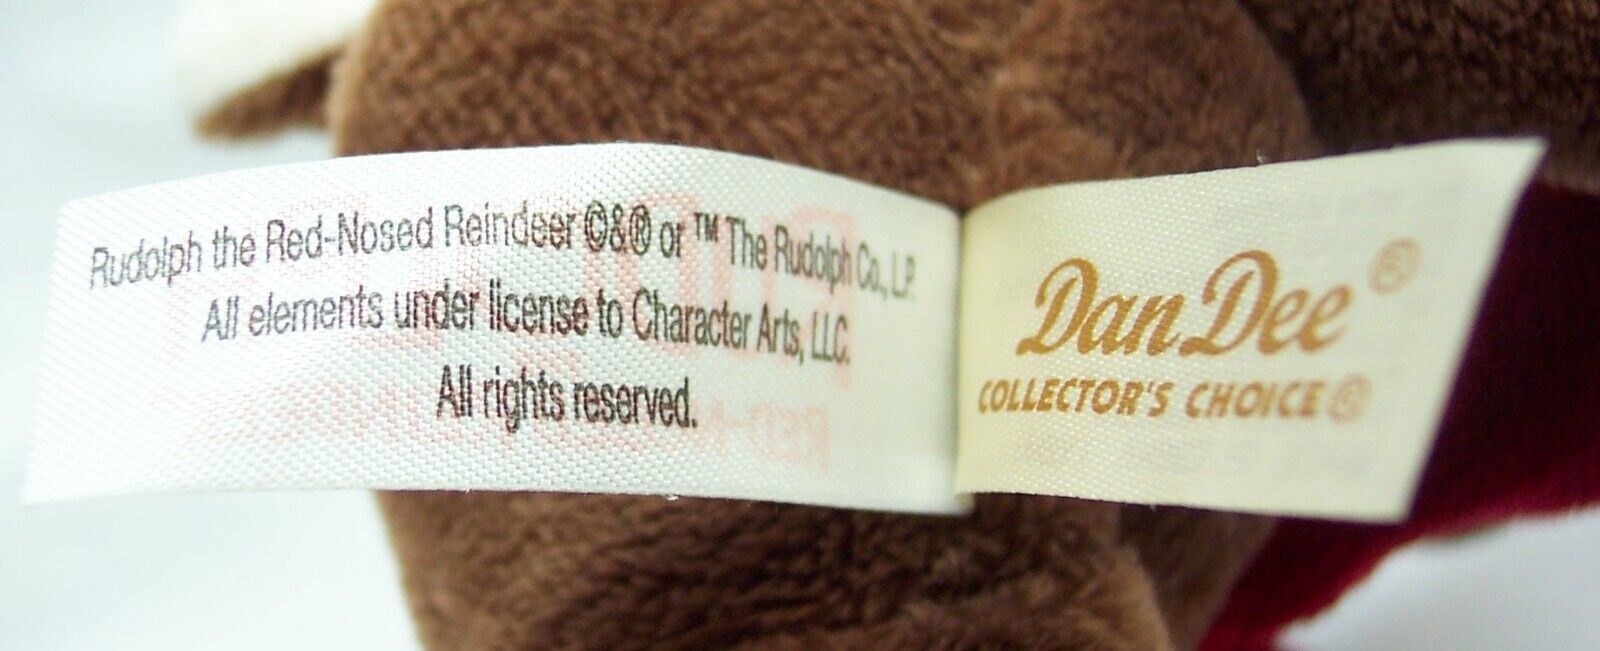 Rudolph the Red-Nosed Reindeer ©&® or ™ The Rudolph Co., L.P.
All elements under license to Character Arts, LLC.
All rights reserved.
Dan Dee ®
COLLECTOR'S CHOICE ®